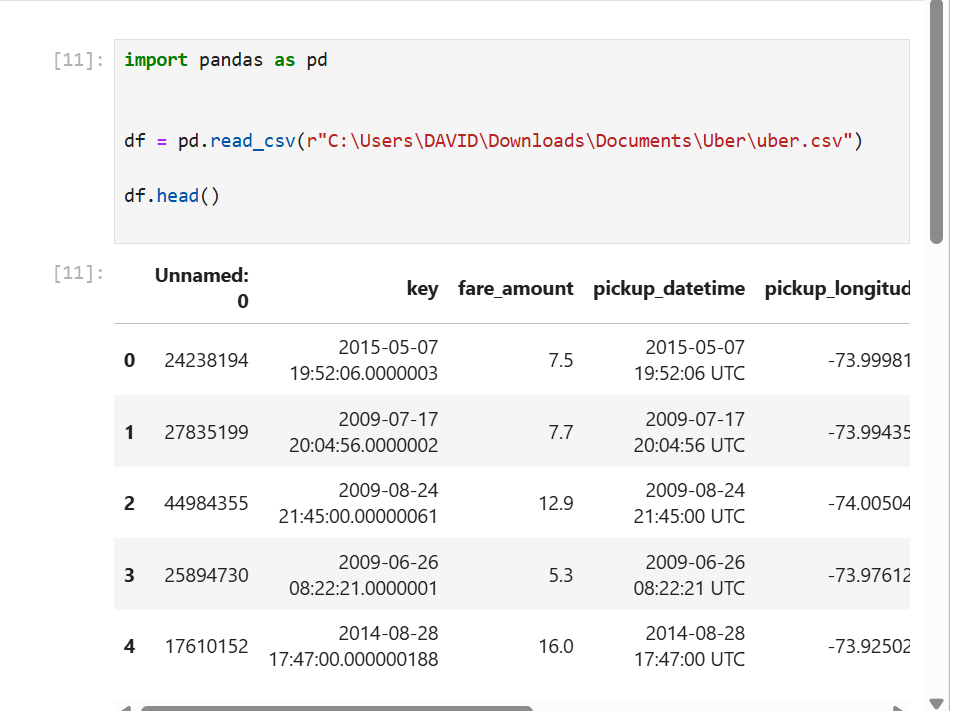 [11]:
import pandas as pd
df = pd.read_csv(r"C:\Users\DAVID\Downloads\Documents\Uber\uber.csv")
df.head()
[11]:
Unnamed: 0 key fare_amount pickup_datetime pickup_longitud
0 24238194 2015-05-07 19:52:06.0000003 7.5 2015-05-07 19:52:06 UTC -73.99981
1 27835199 2009-07-17 20:04:56.0000002 7.7 2009-07-17 20:04:56 UTC -73.99435
2 44984355 2009-08-24 21:45:00.00000061 12.9 2009-08-24 21:45:00 UTC -74.00504
3 25894730 2009-06-26 08:22:21.0000001 5.3 2009-06-26 08:22:21 UTC -73.97612
4 17610152 2014-08-28 17:47:00.000000188 16.0 2014-08-28 17:47:00 UTC -73.92502